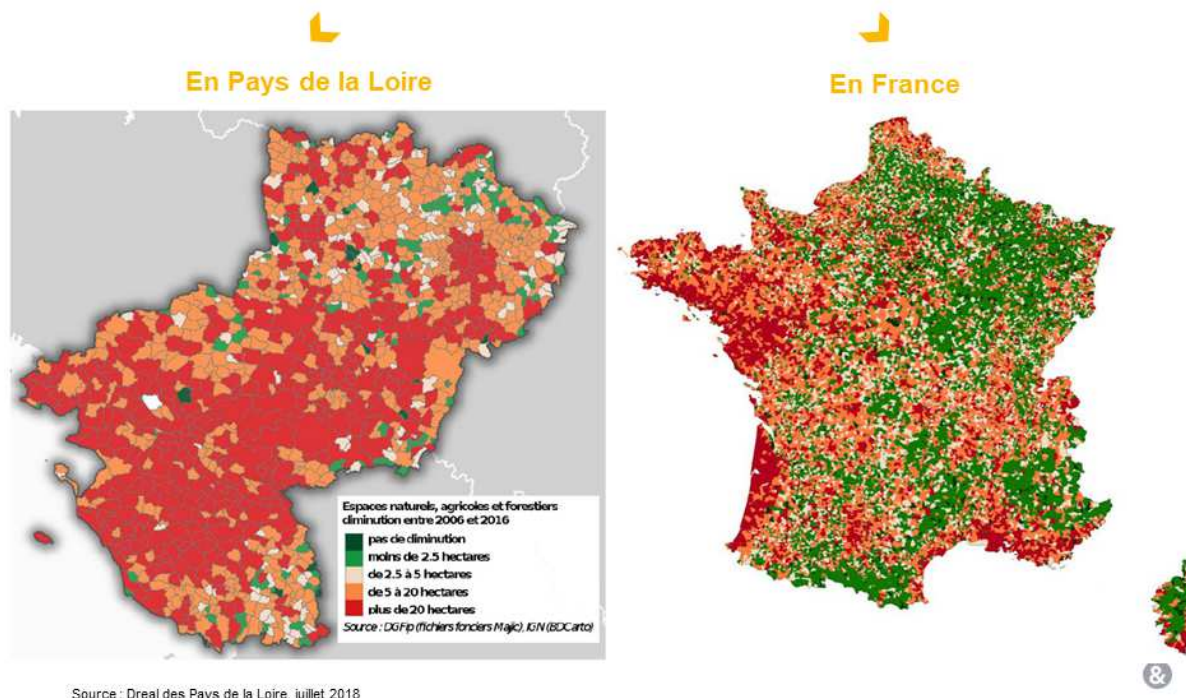 En Pays de la Loire
En France
Espaces naturels, agricoles et forestiers
diminution entre 2006 et 2016
pas de diminution
moins de 2.5 hectares
de 2.5 à 5 hectares
de 5 à 20 hectares
plus de 20 hectares
Source : DGFip (fichiers fonciers Majic), IGN (BDCarto)
&
Source : Dreal des Pays de la Loire, juillet 2018